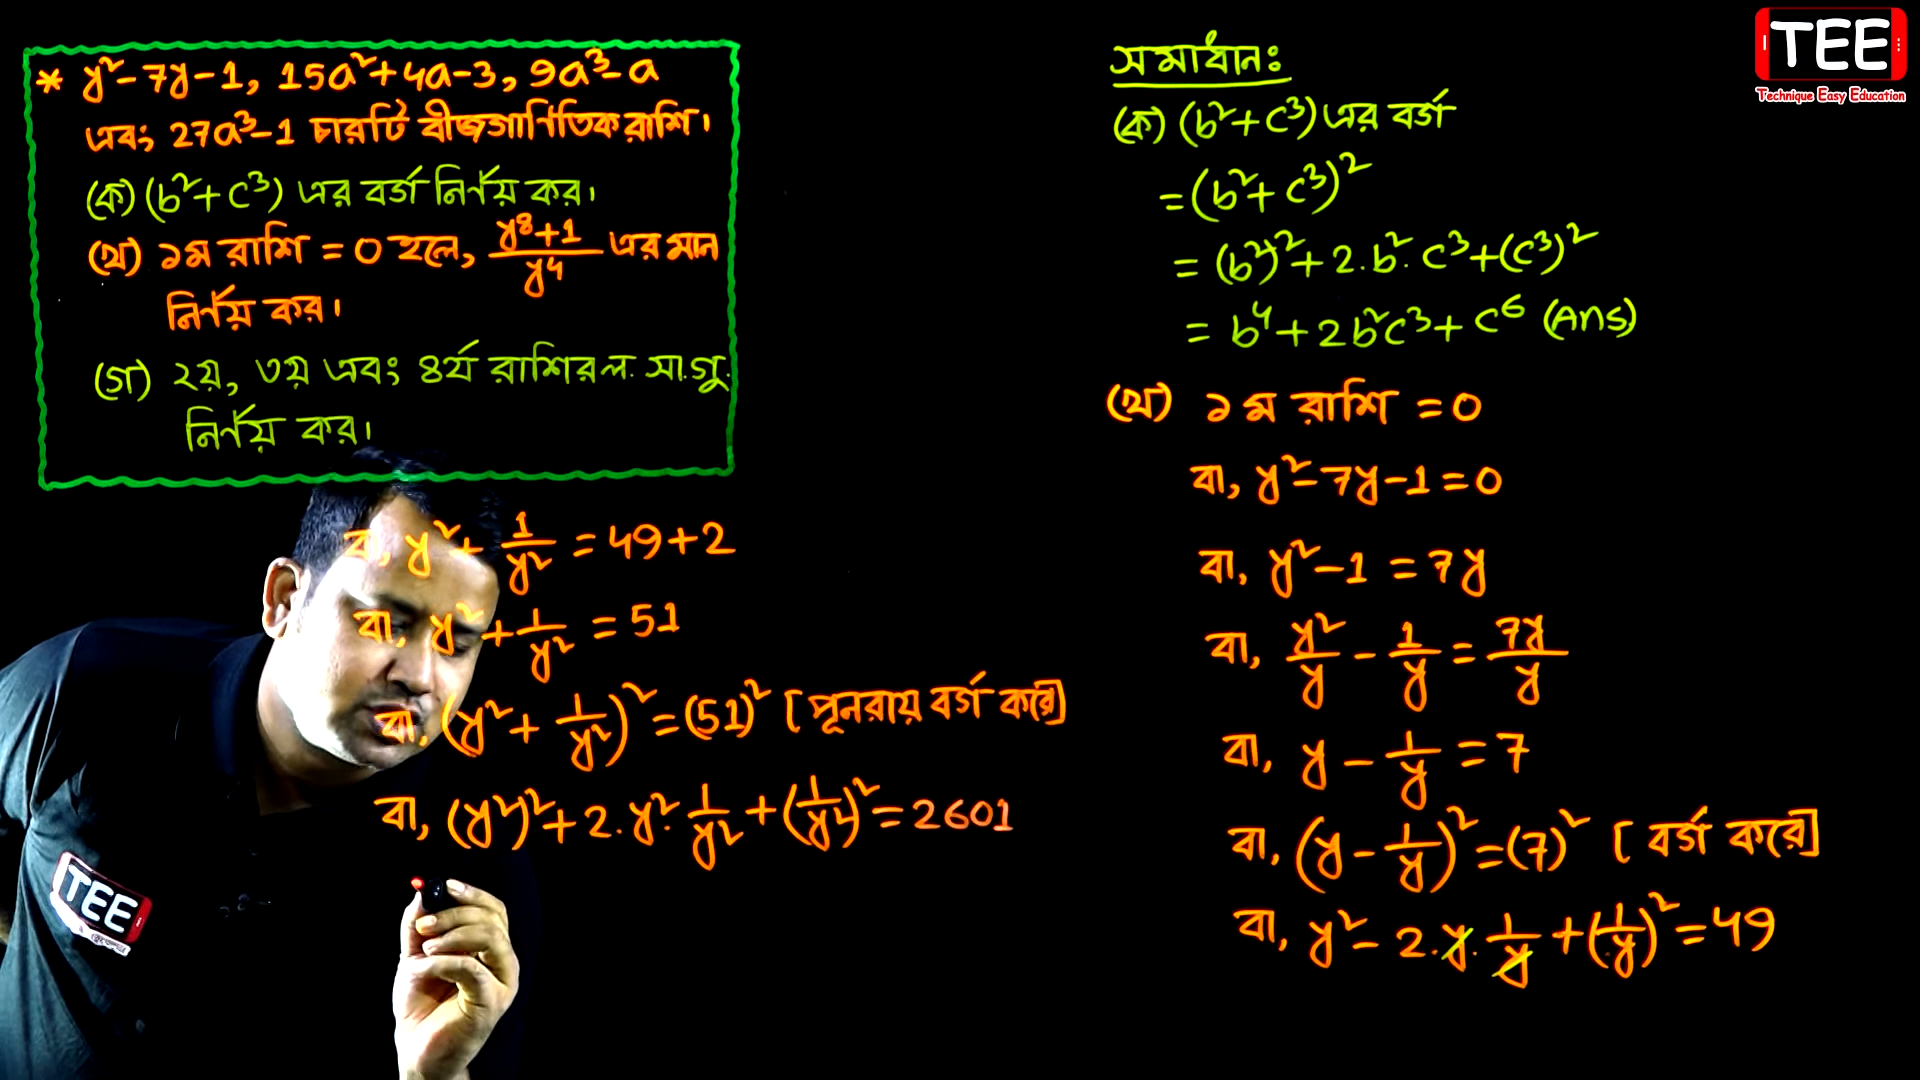 * y² - 7y - 1, 15a² + 4a - 3, 9a³ - a
এবং 27a³ - 1 চারটি বীজগাণিতিক রাশি।
(ক) (b² + c³) এর বর্গ নির্ণয় কর।
(খ) ১ম রাশি = 0 হলে, (y⁸ + 1)/y⁴ এর মান
নির্ণয় কর।
(গ) ২য়, ৩য় এবং ৪র্থ রাশির ল. সা. গু.
নির্ণয় কর।
বা, y² + 1/y² = 49 + 2
বা, y² + 1/y² = 51
বা, (y² + 1/y²)² = (51)² [পূনরায় বর্গ করে]
বা, (y²)² + 2.y².1/y² + (1/y²)² = 2601
সমাধান:
(ক) (b² + c³) এর বর্গ
= (b² + c³)²
= (b²)² + 2.b².c³ + (c³)²
= b⁴ + 2b²c³ + c⁶ (Ans)
(খ) ১ম রাশি = 0
বা, y² - 7y - 1 = 0
বা, y² - 1 = 7y
বা, y²/y - 1/y = 7y/y
বা, y - 1/y = 7
বা, (y - 1/y)² = (7)² [বর্গ করে]
বা, y² - 2.y.1/y + (1/y)² = 49
TEE
Technique Easy Education
TEE